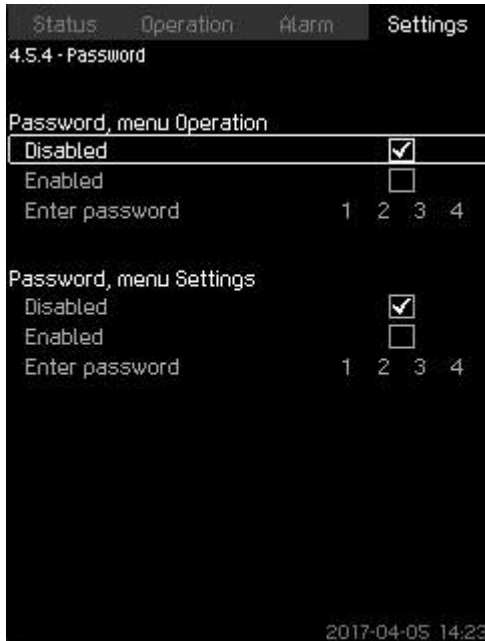 Status Operation Alarm Settings
4.5.4 - Password
Password, menu Operation
Disabled
Enabled
Enter password 1 2 3 4
Password, menu Settings
Disabled
Enabled
Enter password 1 2 3 4
2017-04-05 14:23